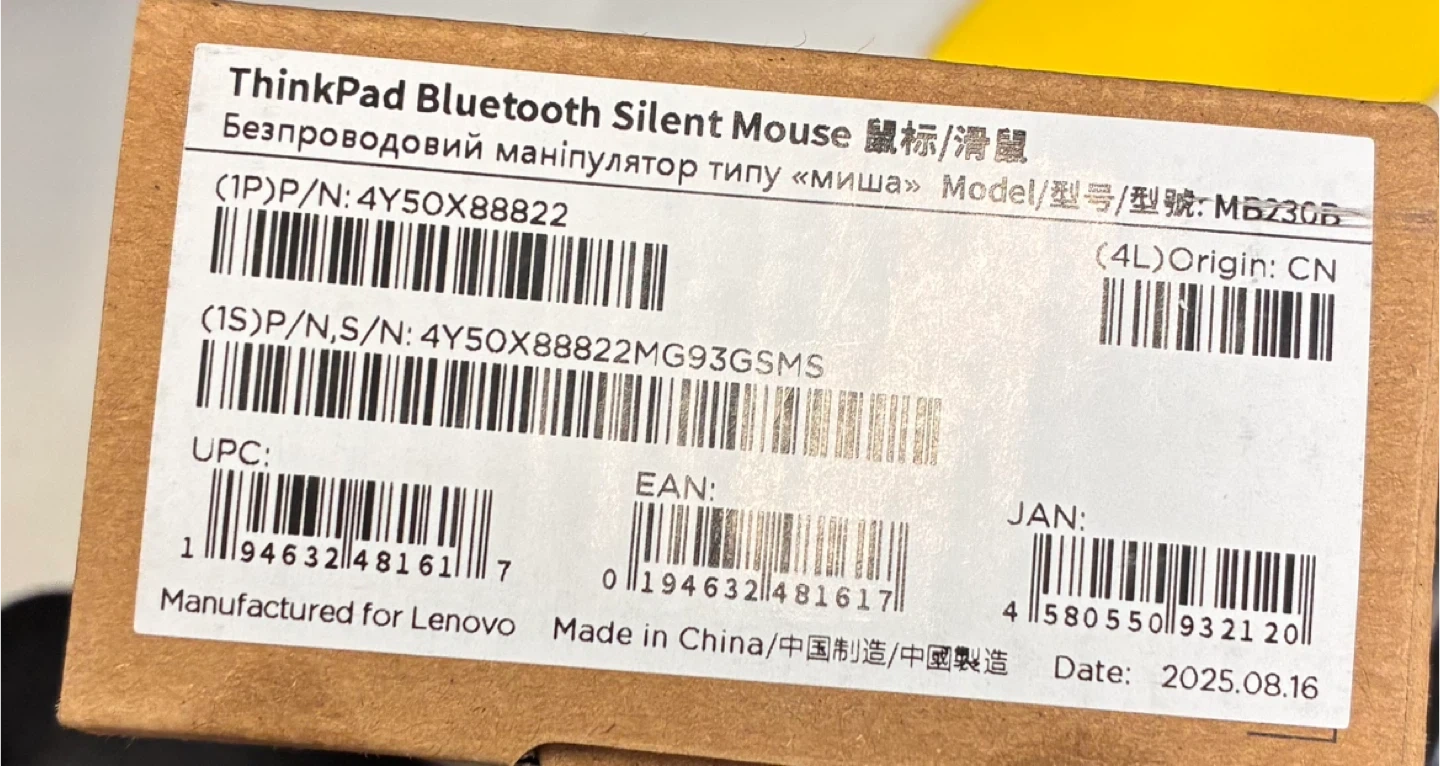 ThinkPad Bluetooth Silent Mouse 鼠标/滑鼠
Безпроводовий маніпулятор типу «миша» Model/型号/型號: MB230B
(1P)P/N: 4Y50X88822
(4L)Origin: CN
(1S)P/N,S/N: 4Y50X88822MG93GSMS
UPC:
1 94632 48161 7
EAN:
0 194632 481617
JAN:
4 580550 932120
Manufactured for Lenovo Made in China/中国制造/中國製造 Date: 2025.08.16